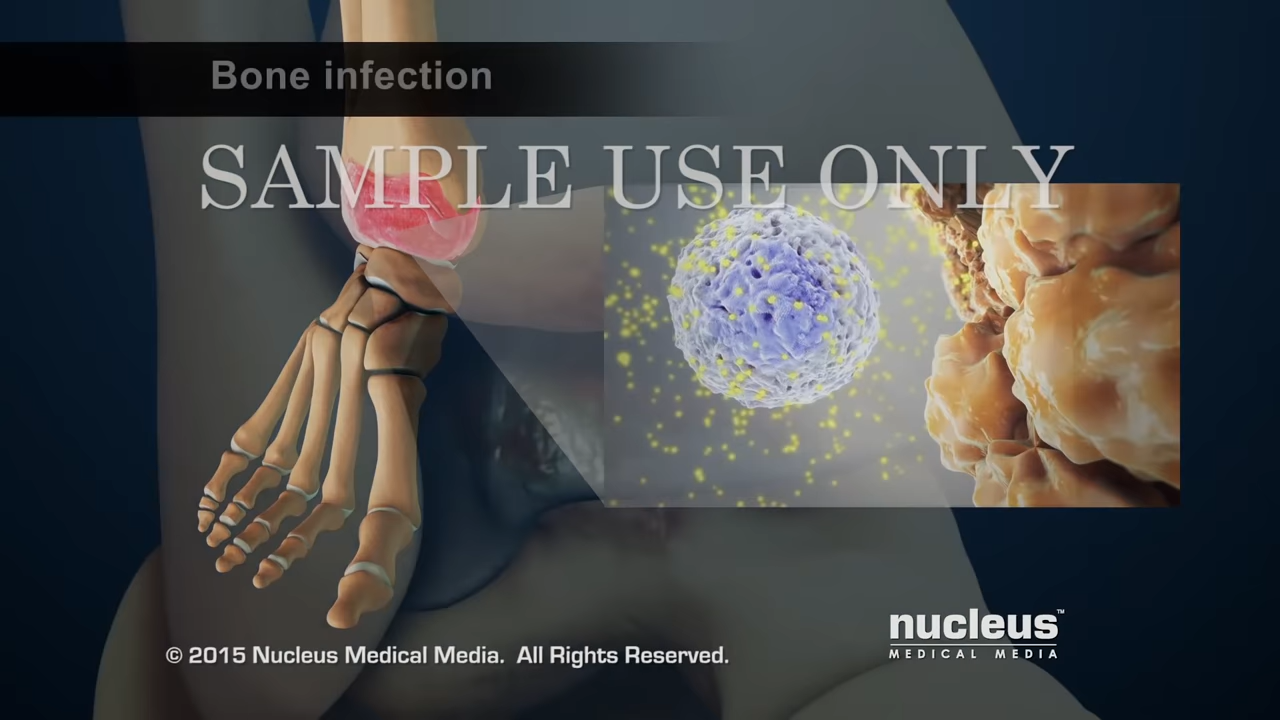 Bone infection
SAMPLE USE ONLY
nucleus™
MEDICAL MEDIA
© 2015 Nucleus Medical Media. All Rights Reserved.